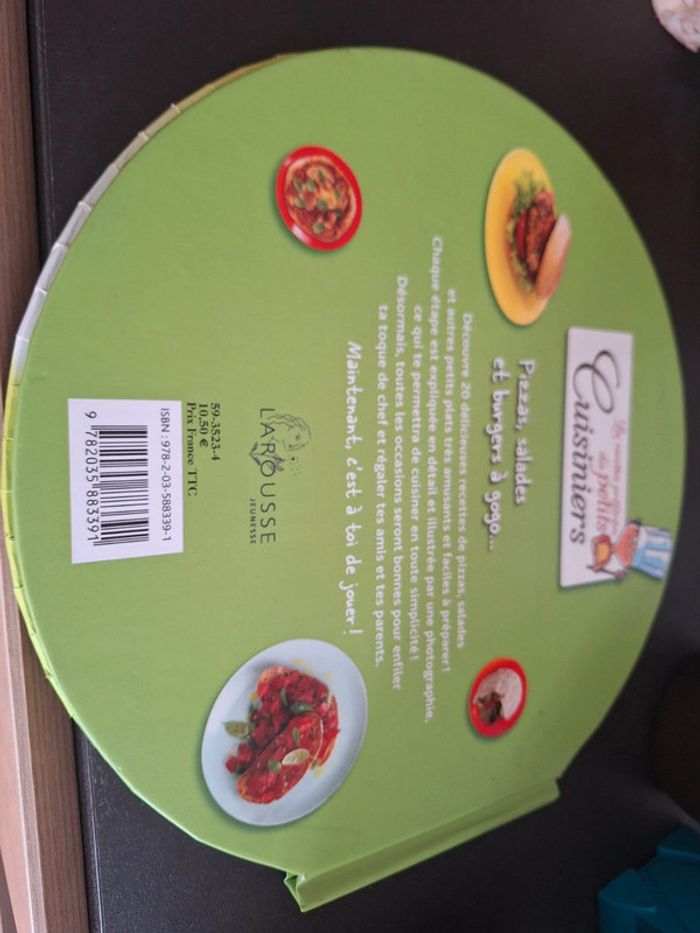 des petits
Cuisiniers
Pizzas, salades
et burgers à gogo...
Découvre 20 délicieuses recettes de pizzas, salades
et autres petits plats très amusants et faciles à préparer!
Chaque étape est expliquée en détail et illustrée par une photographie,
ce qui te permettra de cuisiner en toute simplicité!
Désormais, toutes les occasions seront bonnes pour enfiler
ta toque de chef et régaler tes amis et tes parents.
Maintenant, c'est à toi de jouer!
LAROUSSE
JEUNESSE
59-3523-4
10,50 €
Prix France TTC
ISBN : 978-2-03-588339-1
9 782035 883391